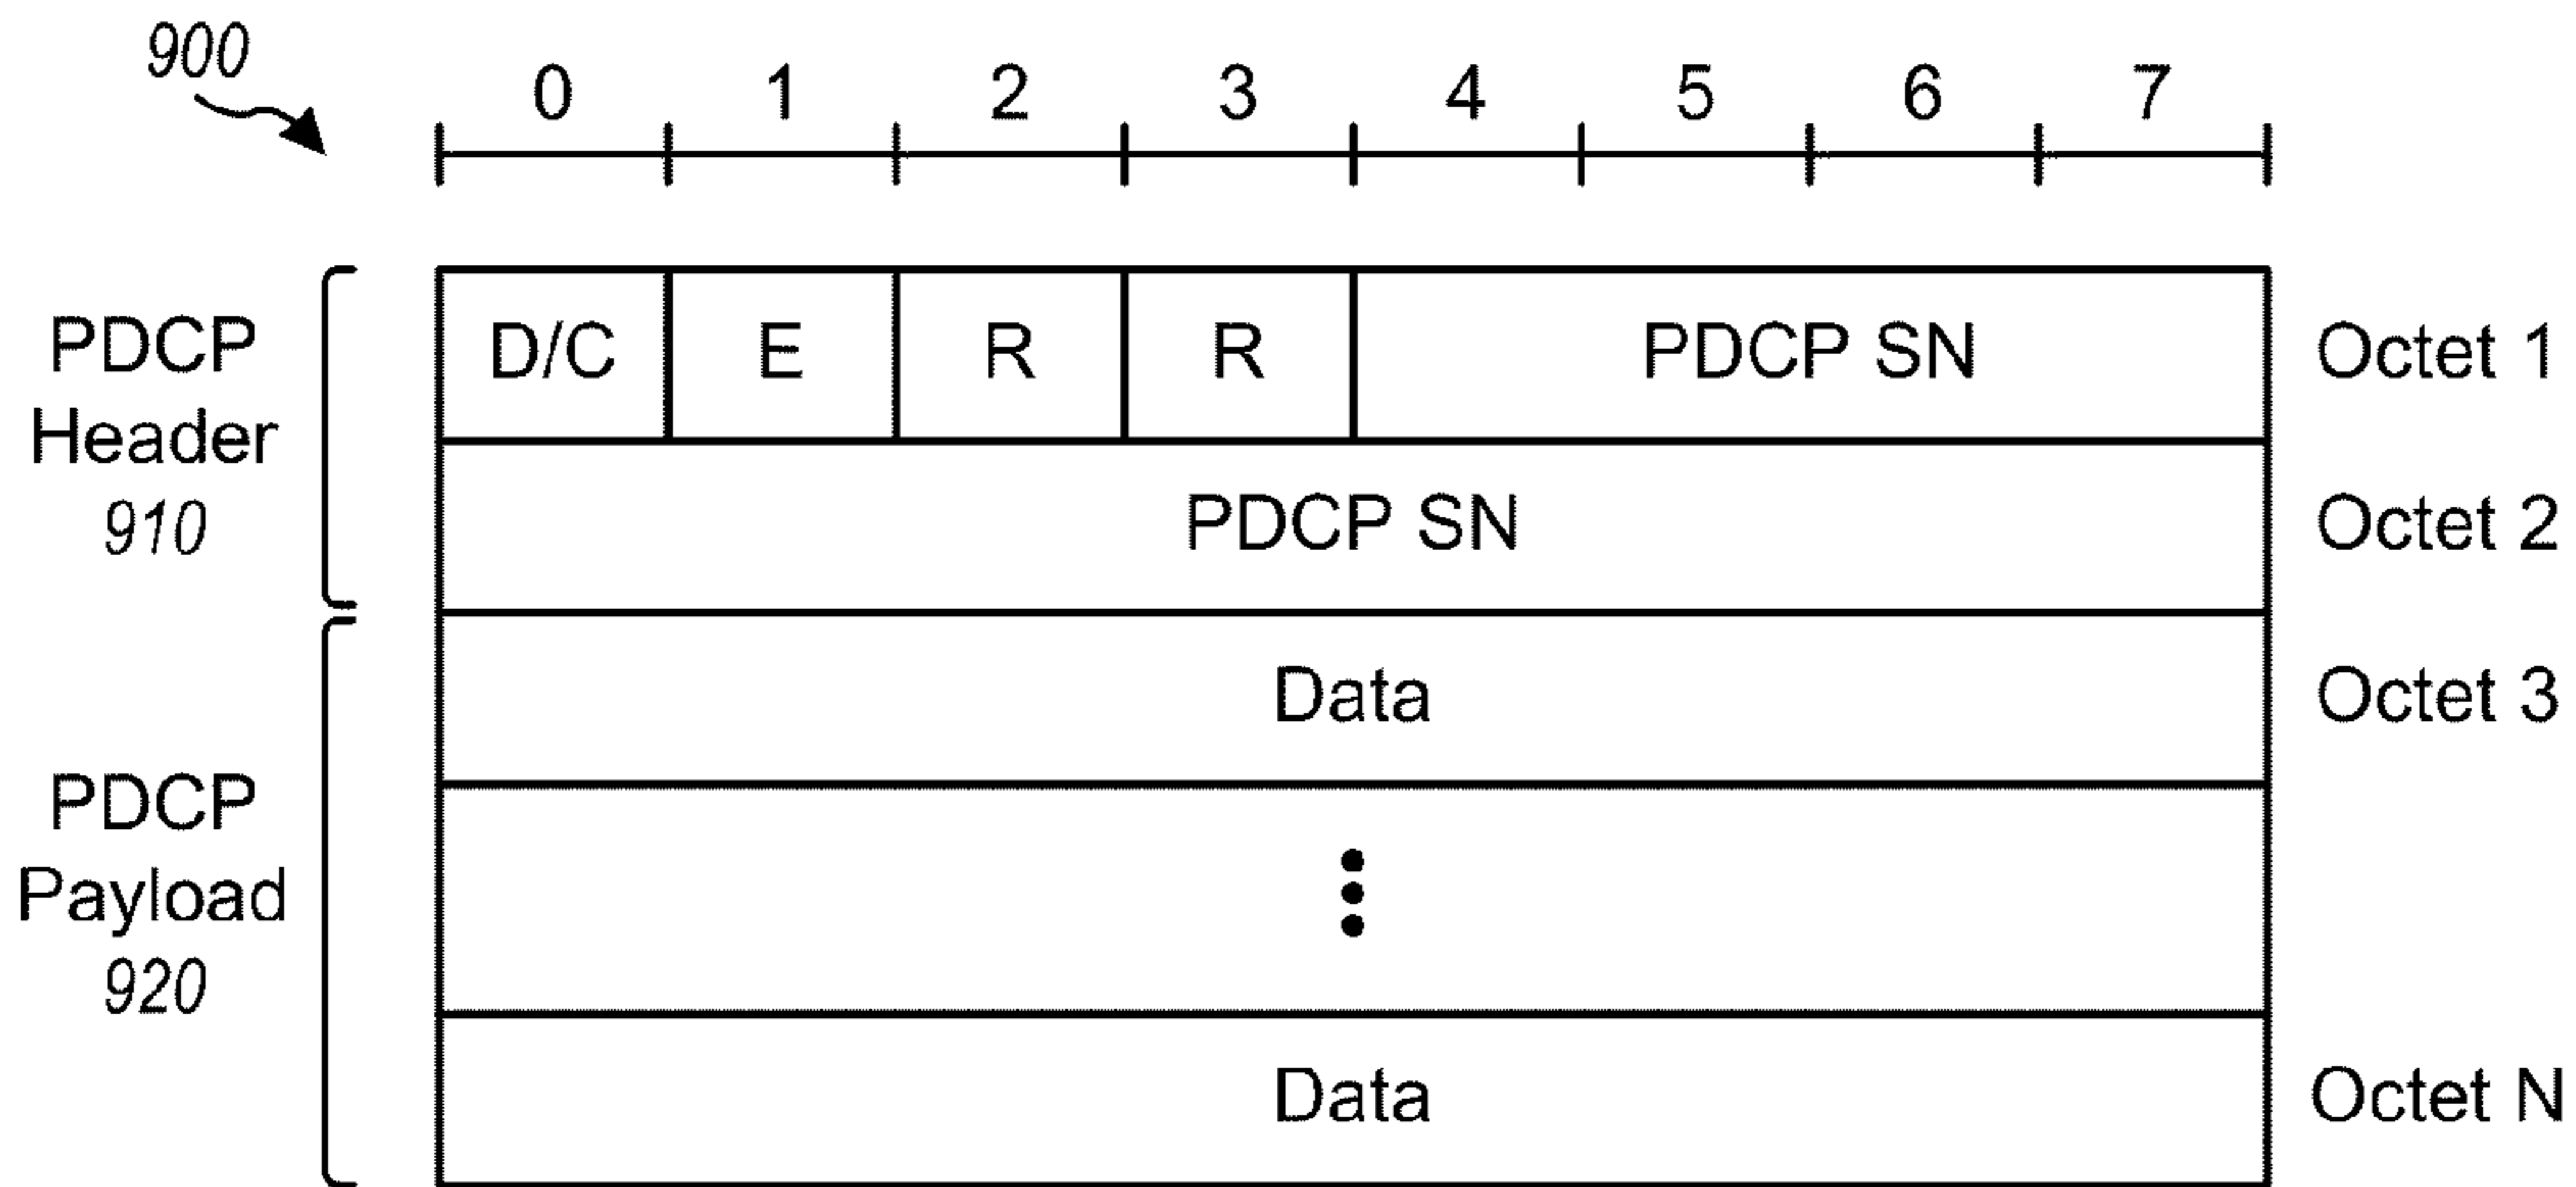 900
0 1 2 3 4 5 6 7
PDCP
Header
910
D/C E R R PDCP SN Octet 1
PDCP SN Octet 2
PDCP
Payload
920
Data Octet 3
Data Octet N